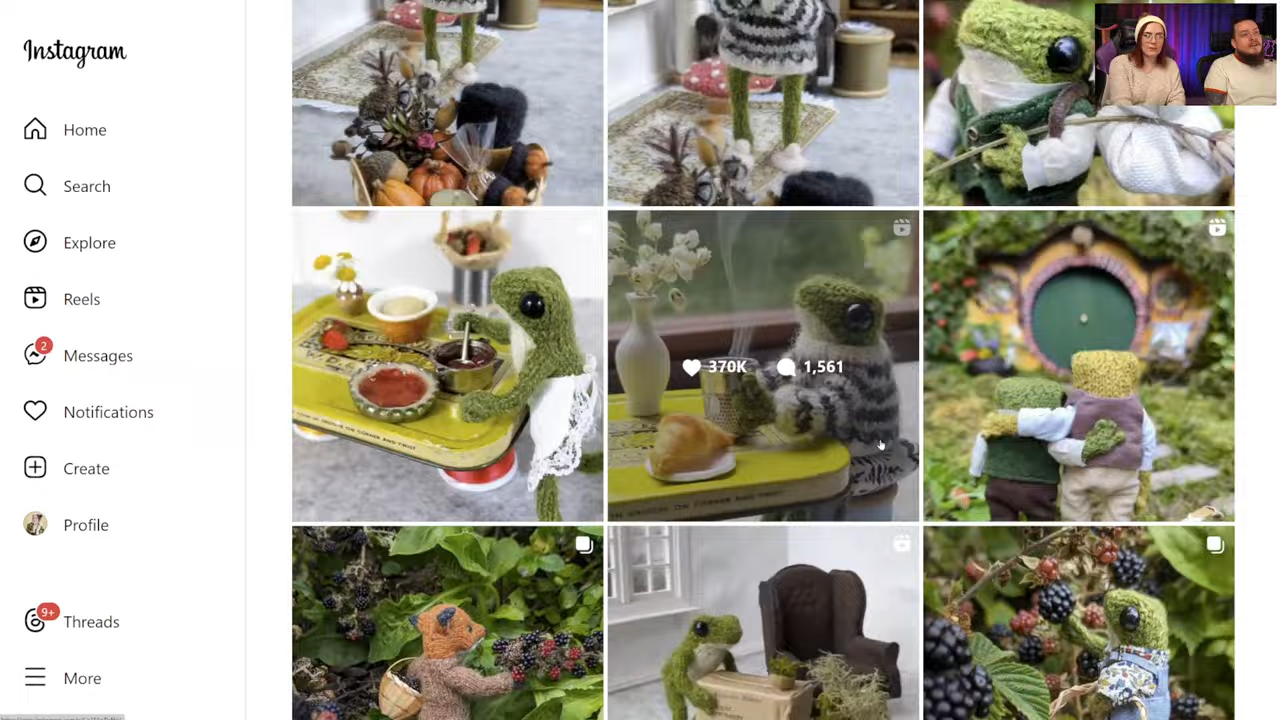 Instagram
Home
Search
Explore
Reels
2
Messages
Notifications
Create
Profile
9+
Threads
More
370K
1,561